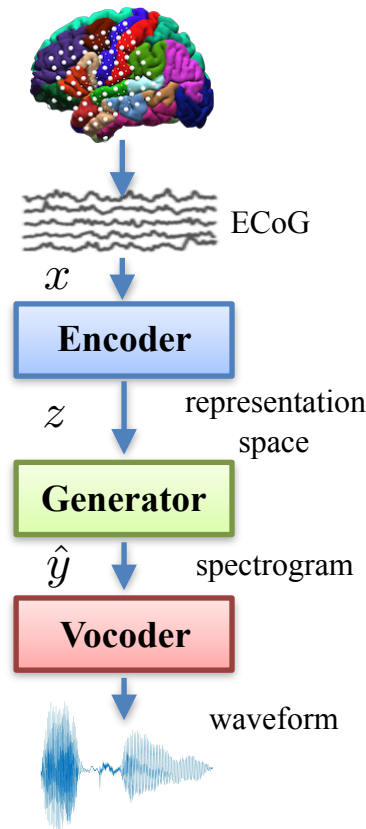 ECoG
x
Encoder
z
representation
space
Generator
ŷ
spectrogram
Vocoder
waveform